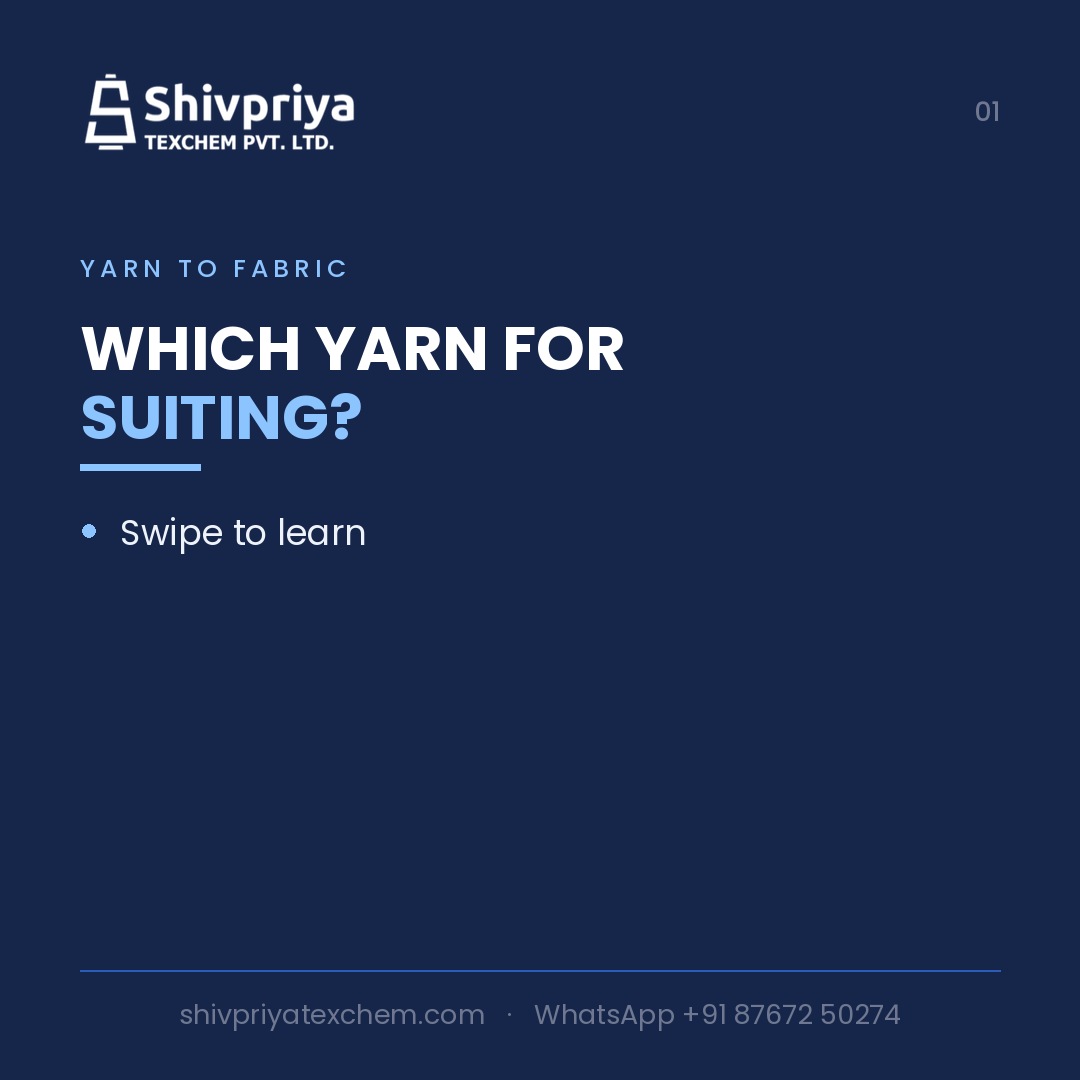 Shivpriya
TEXCHEM PVT. LTD.
01
YARN TO FABRIC
WHICH YARN FOR
SUITING?
• Swipe to learn
shivpriyatexchem.com · WhatsApp +91 87672 50274